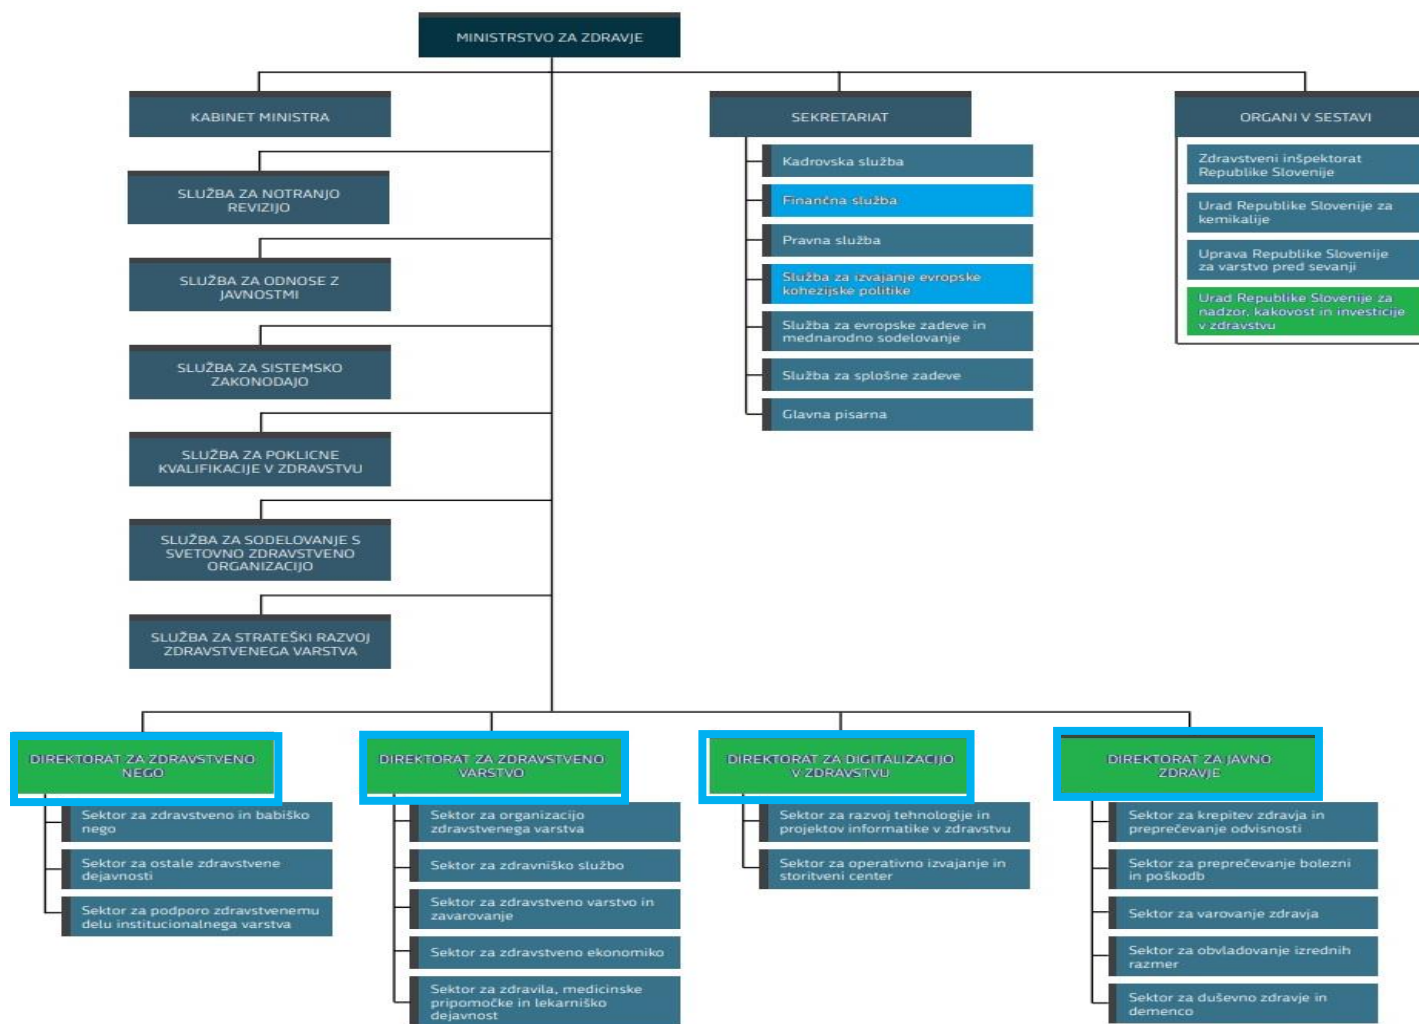 MINISTRSTVO ZA ZDRAVJE
KABINET MINISTRA
SLUŽBA ZA NOTRANJO
REVIZIJO
SLUŽBA ZA ODNOSE Z
JAVNOSTMI
SLUŽBA ZA SISTEMSKO
ZAKONODAJO
SLUŽBA ZA POKLICNE
KVALIFIKACIJE V ZDRAVSTVU
SLUŽBA ZA SODELOVANJE S
SVETOVNO ZDRAVSTVENO
ORGANIZACIJO
SLUŽBA ZA STRATEŠKI RAZVOJ
ZDRAVSTVENEGA VARSTVA
SEKRETARIAT
Kadrovska služba
Finančna služba
Pravna služba
Služba za izvajanje evropske
kohezijske politike
Služba za evropske zadeve in
mednarodno sodelovanje
Služba za splošne zadeve
Glavna pisarna
ORGANI V SESTAVI
Zdravstveni inšpektorat
Republike Slovenije
Urad Republike Slovenije za
kemikalije
Uprava Republike Slovenije
za varstvo pred sevanji
Urad Republike Slovenije za
nadzor, kakovost in investicije
v zdravstvu
DIREKTORAT ZA ZDRAVSTVENO
NEGO
Sektor za zdravstveno in babiško
nego
Sektor za ostale zdravstvene
dejavnosti
Sektor za podporo zdravstvenemu
delu institucionalnega varstva
DIREKTORAT ZA ZDRAVSTVENO
VARSTVO
Sektor za organizacijo
zdravstvenega varstva
Sektor za zdravniško službo
Sektor za zdravstveno varstvo in
zavarovanje
Sektor za zdravstveno ekonomiko
Sektor za zdravila, medicinske
pripomočke in lekarniško
dejavnost
DIREKTORAT ZA DIGITALIZACIJO
V ZDRAVSTVU
Sektor za razvoj tehnologije in
projektov informatike v zdravstvu
Sektor za operativno izvajanje in
storitveni center
DIREKTORAT ZA JAVNO
ZDRAVJE
Sektor za krepitev zdravja in
preprečevanje odvisnosti
Sektor za preprečevanje bolezni
in poškodb
Sektor za varovanje zdravja
Sektor za obvladovanje izrednih
razmer
Sektor za duševno zdravje in
demenco